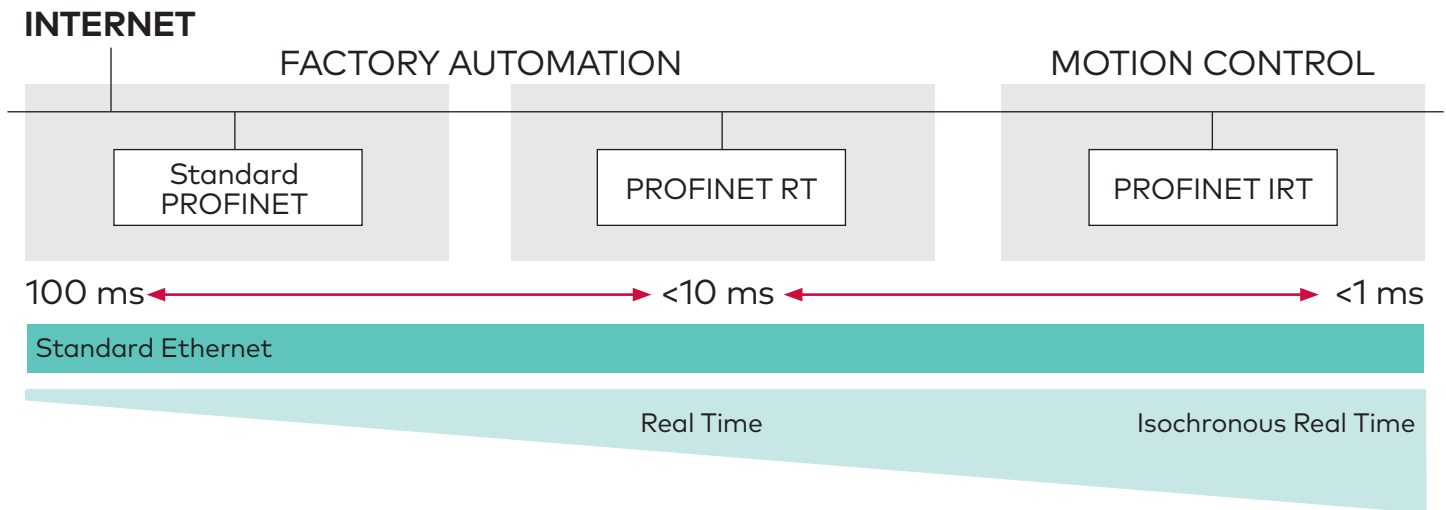 INTERNET
FACTORY AUTOMATION
MOTION CONTROL
Standard
PROFINET
PROFINET RT
PROFINET IRT
100 ms
<10 ms
<1 ms
Standard Ethernet
Real Time
Isochronous Real Time